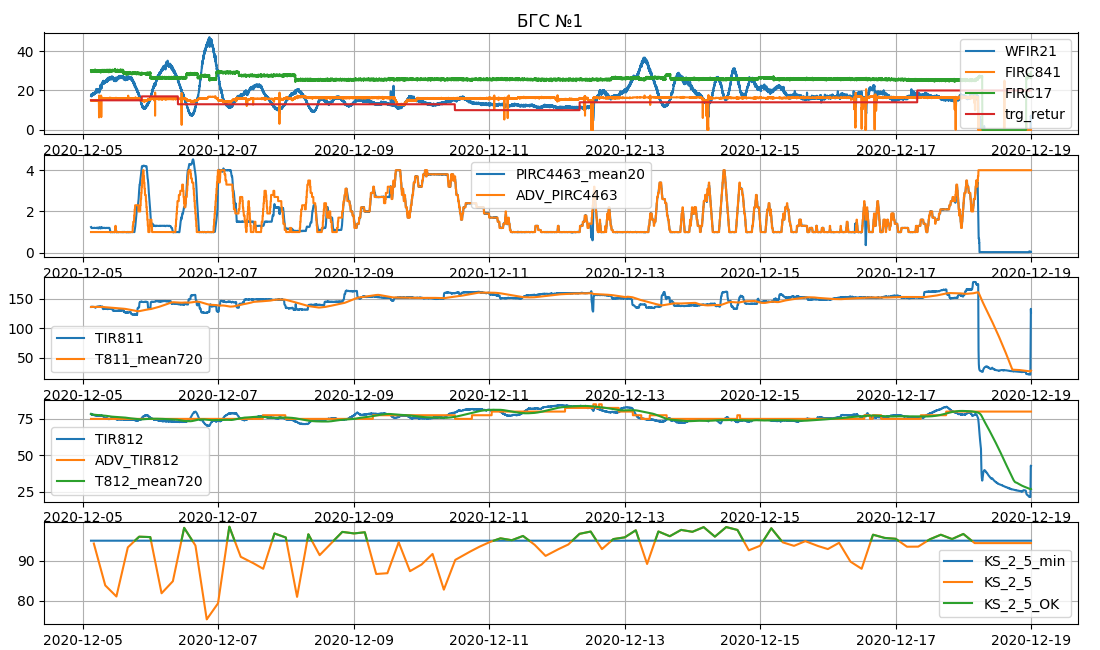 БГС №1
40
20
0
WFIR21
FIRC841
FIRC17
trg_retur
2020-12-05 2020-12-07 2020-12-09 2020-12-11 2020-12-13 2020-12-15 2020-12-17 2020-12-19
4
2
0
PIRC4463_mean20
ADV_PIRC4463
2020-12-05 2020-12-07 2020-12-09 2020-12-11 2020-12-13 2020-12-15 2020-12-17 2020-12-19
150
100
50
TIR811
T811_mean720
2020-12-05 2020-12-07 2020-12-09 2020-12-11 2020-12-13 2020-12-15 2020-12-17 2020-12-19
75
50
25
TIR812
ADV_TIR812
T812_mean720
2020-12-05 2020-12-07 2020-12-09 2020-12-11 2020-12-13 2020-12-15 2020-12-17 2020-12-19
90
80
KS_2_5_min
KS_2_5
KS_2_5_OK
2020-12-05 2020-12-07 2020-12-09 2020-12-11 2020-12-13 2020-12-15 2020-12-17 2020-12-19